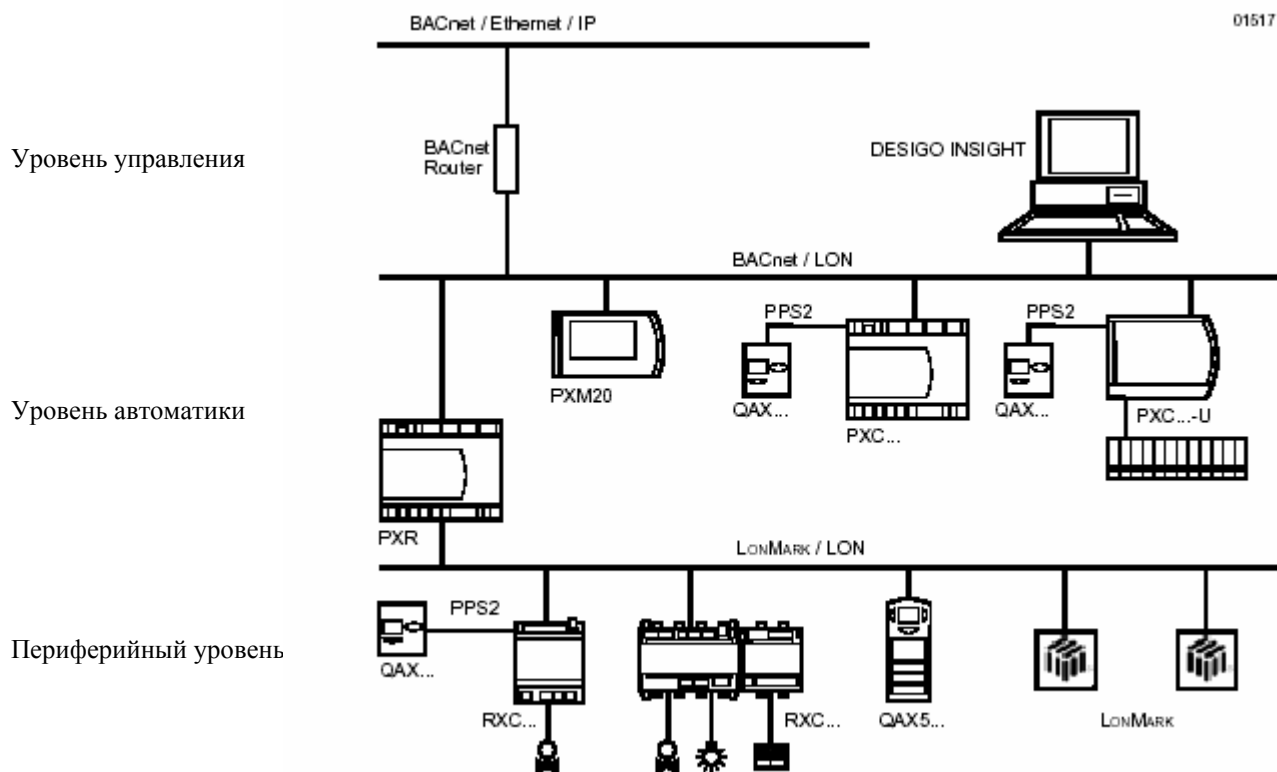 BACnet / Ethernet / IP
01517
Уровень управления
BACnet
Router
DESIGO INSIGHT
BACnet / LON
PPS2
PPS2
PXM20
QAX...
QAX...
Уровень автоматики
PXC...
PXC...-U
PXR
LONMARK / LON
PPS2
Периферийный уровень
QAX...
RXC...
RXC...
QAX5...
LONMARK